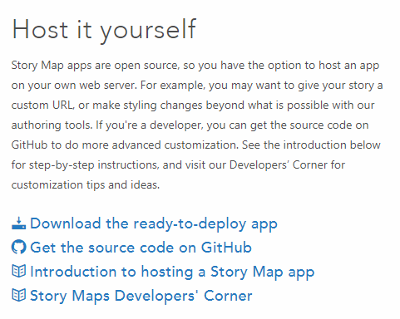 Host it yourself
Story Map apps are open source, so you have the option to host an app
on your own web server. For example, you may want to give your story a
custom URL, or make styling changes beyond what is possible with our
authoring tools. If you're a developer, you can get the source code on
GitHub to do more advanced customization. See the introduction below
for step-by-step instructions, and visit our Developers' Corner for
customization tips and ideas.
Download the ready-to-deploy app
Get the source code on GitHub
Introduction to hosting a Story Map app
Story Maps Developers' Corner